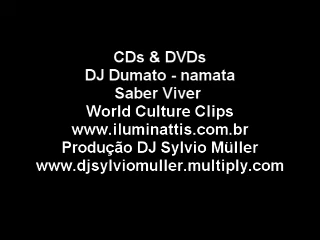 CDs & DVDs
DJ Dumato - namata
Saber Viver
World Culture Clips
www.iluminattis.com.br
Produção DJ Sylvio Müller
www.djsylviomuller.multiply.com